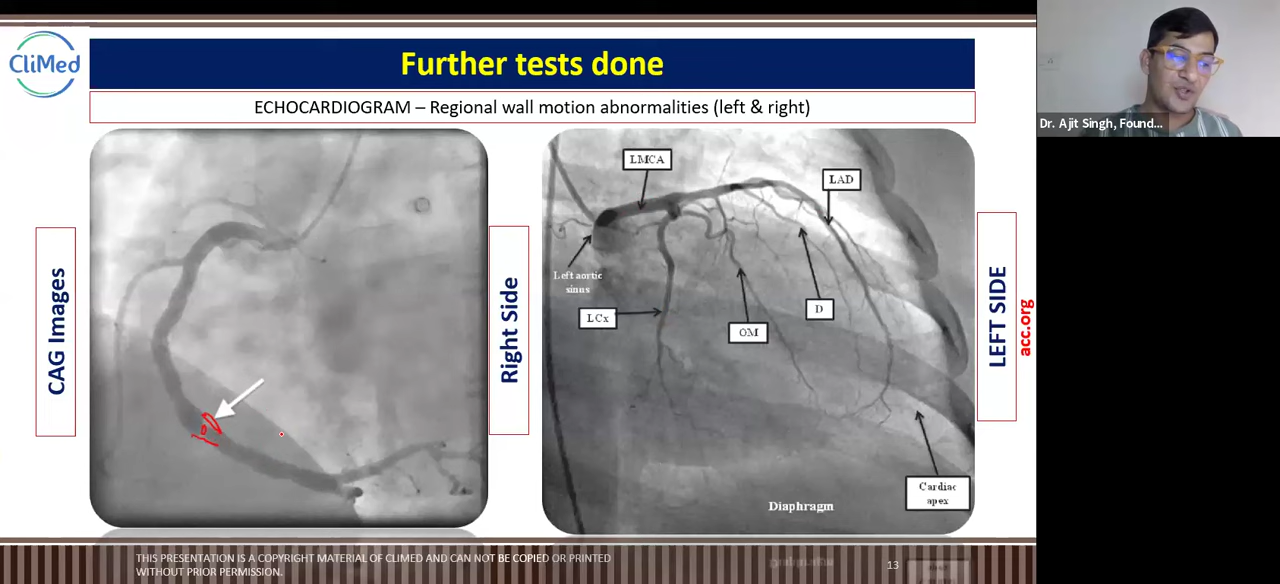 CliMed
Further tests done
ECHOCARDIOGRAM – Regional wall motion abnormalities (left & right)
CAG Images
Right Side
LMCA
LAD
Left aortic
sinus
LCx
OM
D
Cardiac
apex
Diaphragm
LEFT SIDE
acc.org
THIS PRESENTATION IS A COPYRIGHT MATERIAL OF CLIMED AND CAN NOT BE COPIED OR PRINTED
WITHOUT PRIOR PERMISSION.
13
Dr. Ajit Singh, Found...